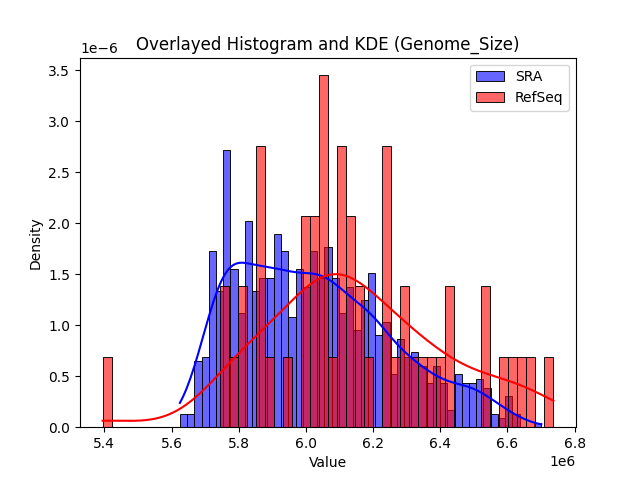 Overlayed Histogram and KDE (Genome_Size)
1e−6
SRA
RefSeq
3.5
3.0
2.5
2.0
1.5
1.0
0.5
0.0
Density
5.4 5.6 5.8 6.0 6.2 6.4 6.6 6.8
1e6
Value